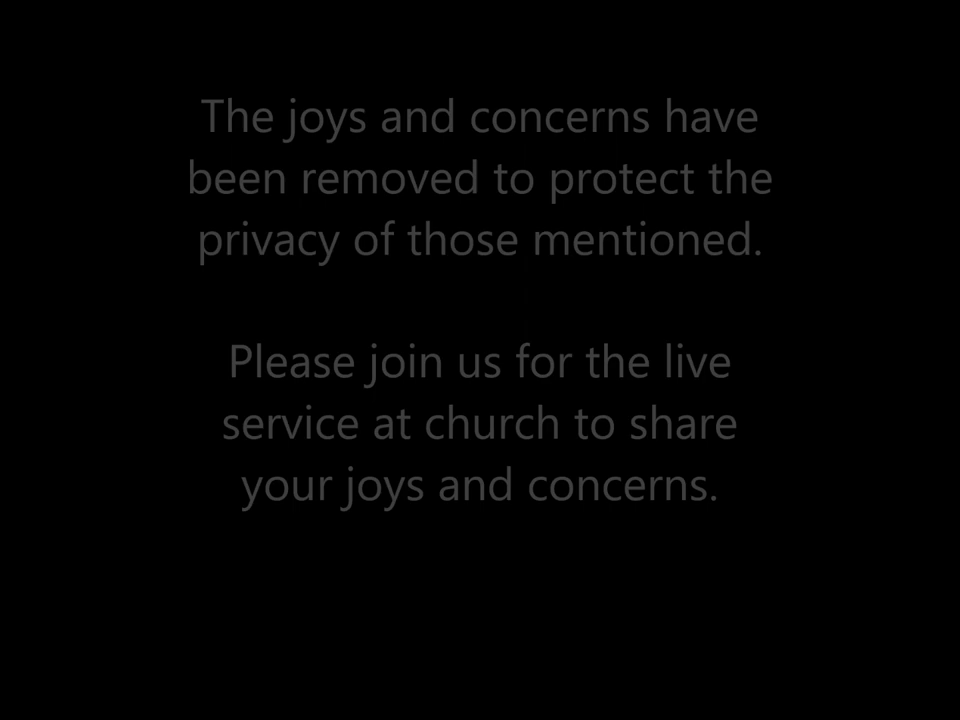 The joys and concerns have
been removed to protect the
privacy of those mentioned.
Please join us for the live
service at church to share
your joys and concerns.